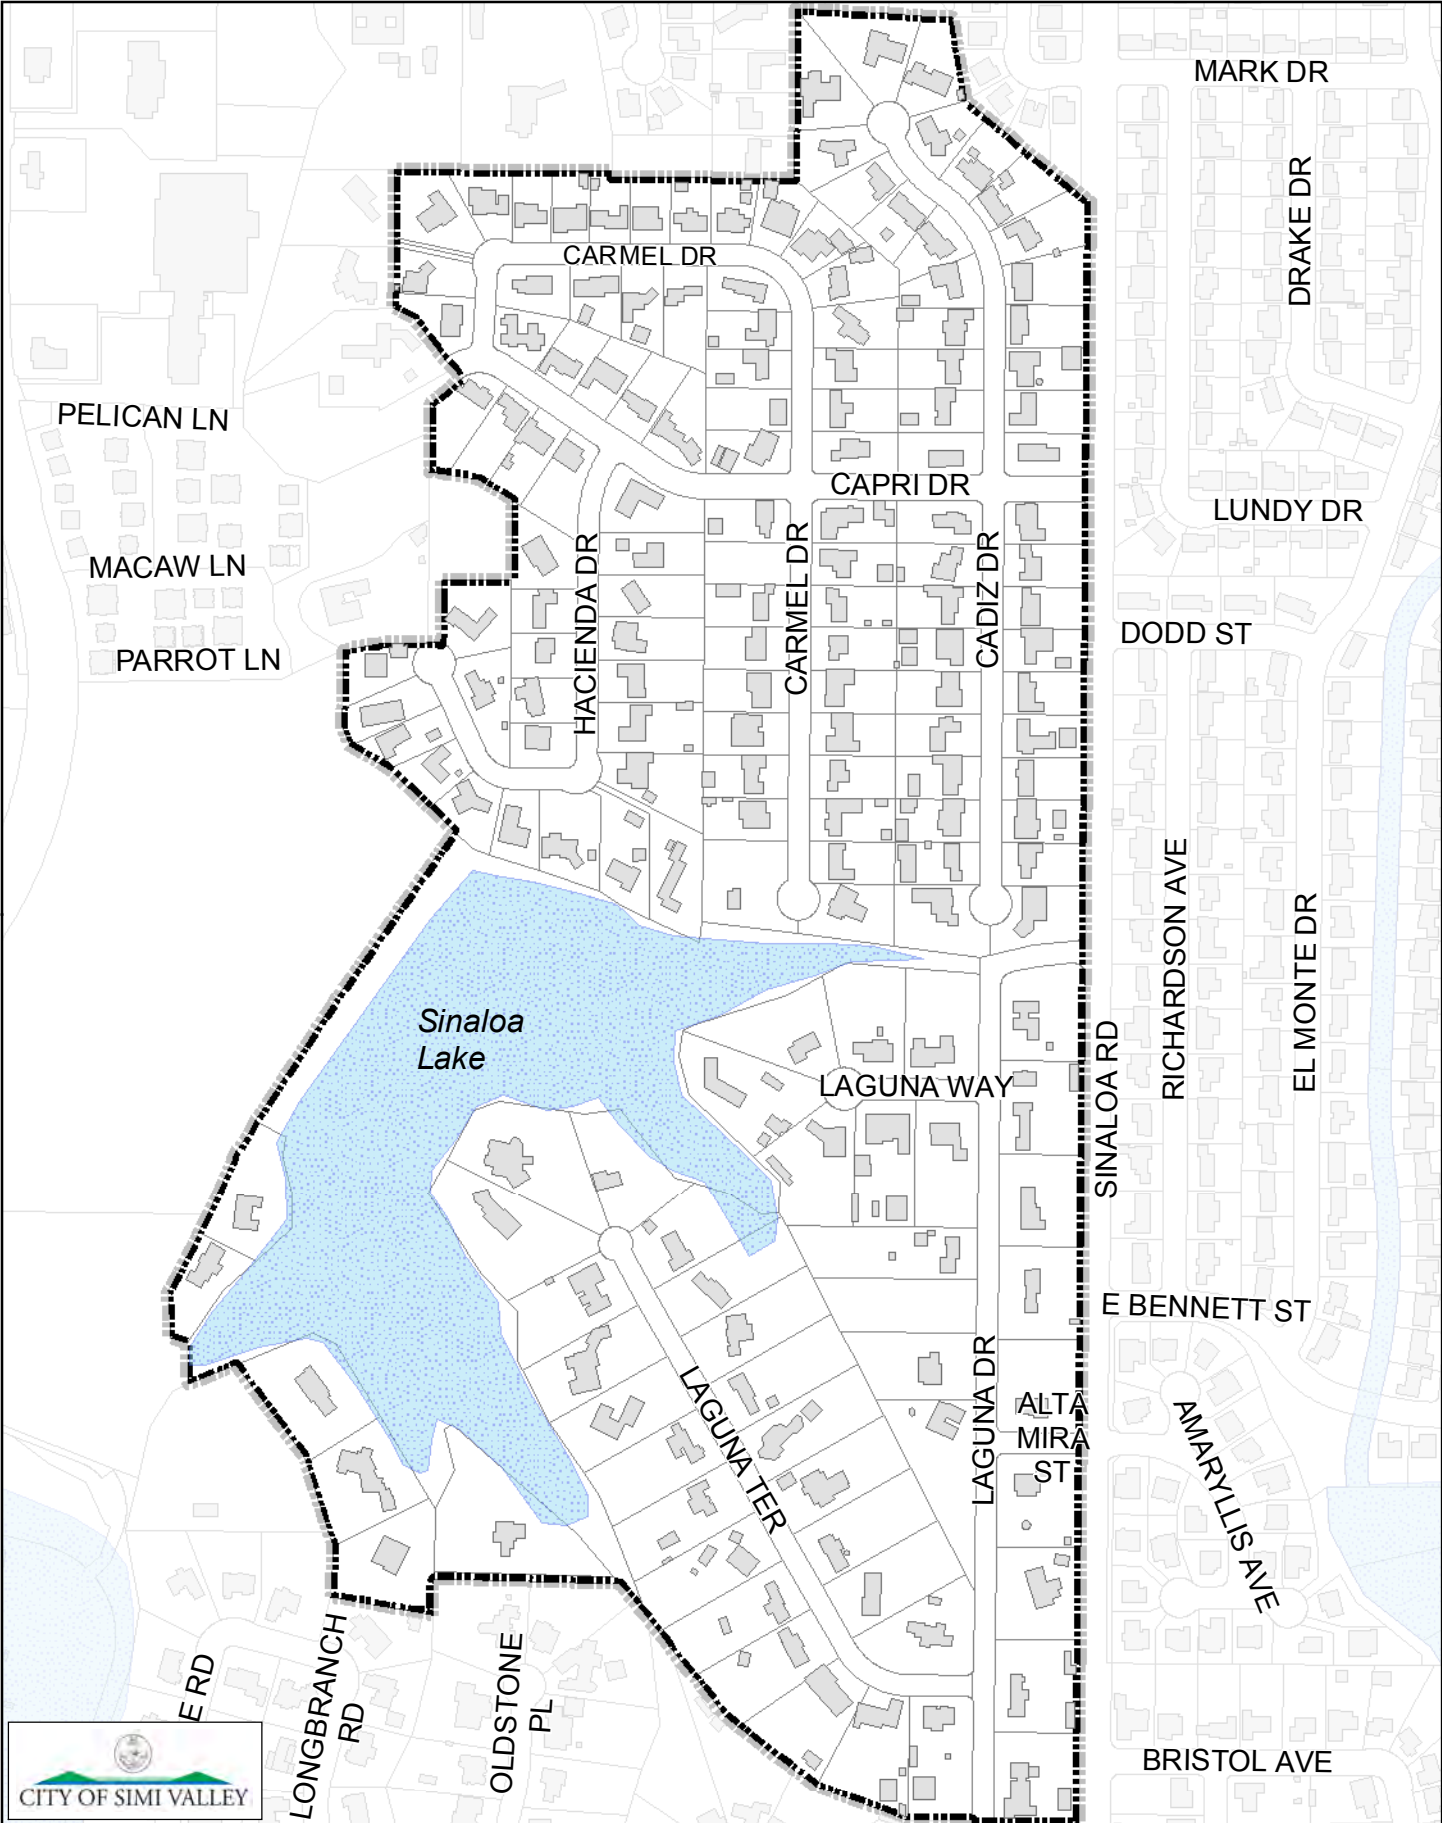 MARK DR
DRAKE DR
CARMEL DR
PELICAN LN
CAPRI DR
LUNDY DR
MACAW LN
HACIENDA DR
CARMEL DR
CADIZ DR
DODD ST
PARROT LN
RICHARDSON AVE
EL MONTE DR
Sinaloa
Lake
LAGUNA WAY
SINALOA RD
E BENNETT ST
LAGUNA TER
LAGUNA DR
ALTA
MIRA
ST
AMARYLLIS AVE
E RD
LONGBRANCH
RD
OLDSTONE
PL
BRISTOL AVE
CITY OF SIMI VALLEY